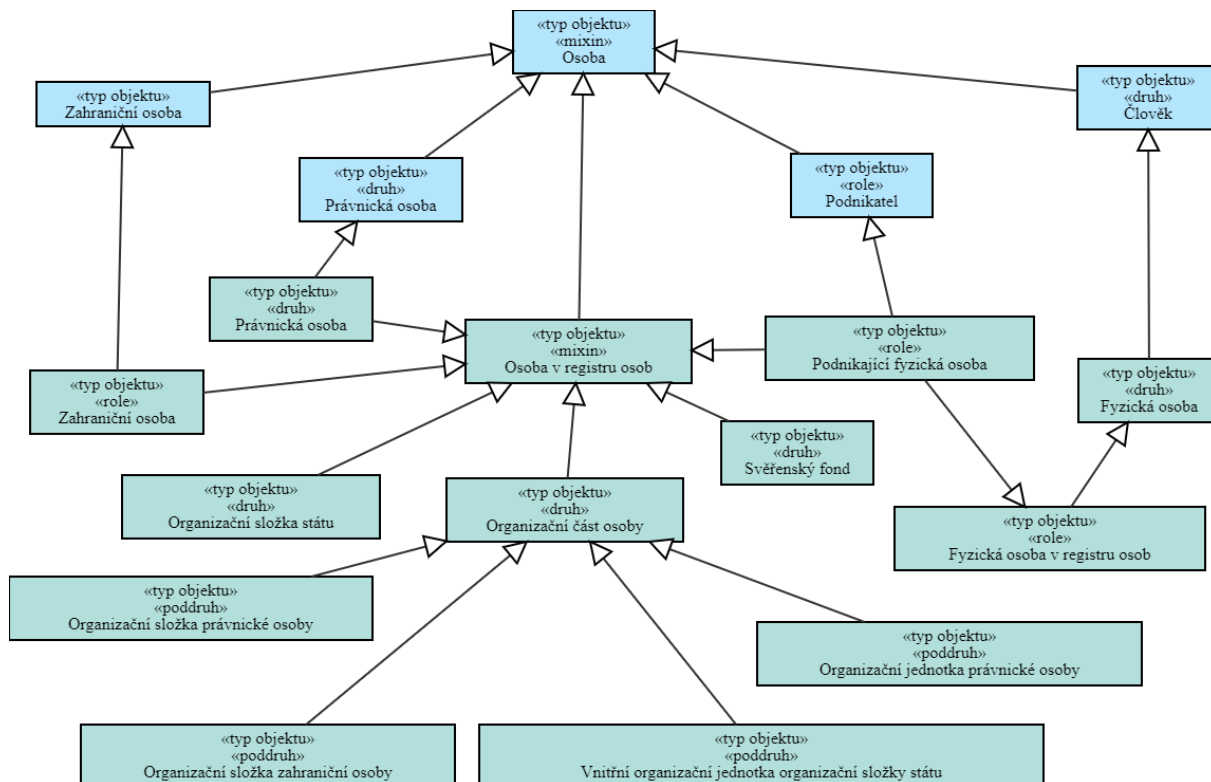 «typ objektu»
«mixin»
Osoba
«typ objektu»
Zahraniční osoba
«typ objektu»
«druh»
Člověk
«typ objektu»
«druh»
Právnická osoba
«typ objektu»
«role»
Podnikatel
«typ objektu»
«druh»
Právnická osoba
«typ objektu»
«mixin»
Osoba v registru osob
«typ objektu»
«role»
Podnikající fyzická osoba
«typ objektu»
«druh»
Fyzická osoba
«typ objektu»
«role»
Zahraniční osoba
«typ objektu»
«druh»
Svěřenský fond
«typ objektu»
«druh»
Organizační složka státu
«typ objektu»
«druh»
Organizační část osoby
«typ objektu»
«role»
Fyzická osoba v registru osob
«typ objektu»
«poddruh»
Organizační složka právnické osoby
«typ objektu»
«poddruh»
Organizační jednotka právnické osoby
«typ objektu»
«poddruh»
Organizační složka zahraniční osoby
«typ objektu»
«poddruh»
Vnitřní organizační jednotka organizační složky státu